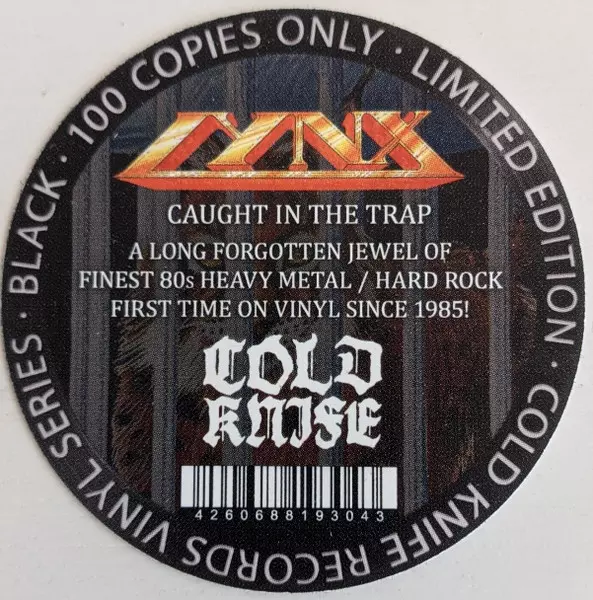 BLACK · 100 COPIES ONLY · LIMITED EDITION · COLD KNIFE RECORDS VINYL SERIES ·
LYNX
CAUGHT IN THE TRAP
A LONG FORGOTTEN JEWEL OF
FINEST 80s HEAVY METAL / HARD ROCK
FIRST TIME ON VINYL SINCE 1985!
COLD
KNIFE
4260688193043